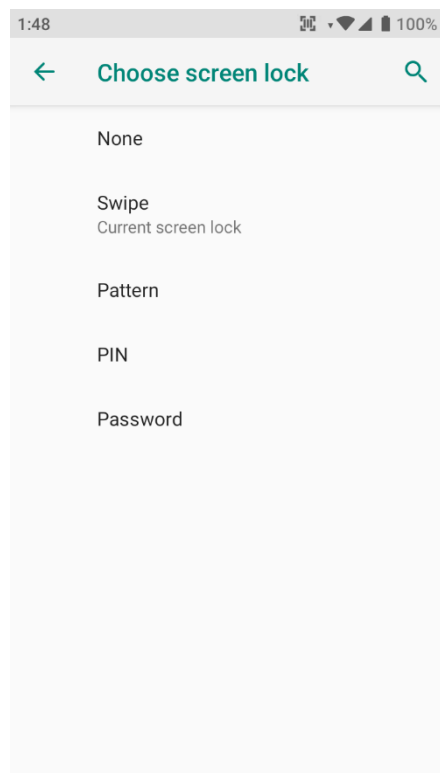 1:48 100%
Choose screen lock
None
Swipe
Current screen lock
Pattern
PIN
Password